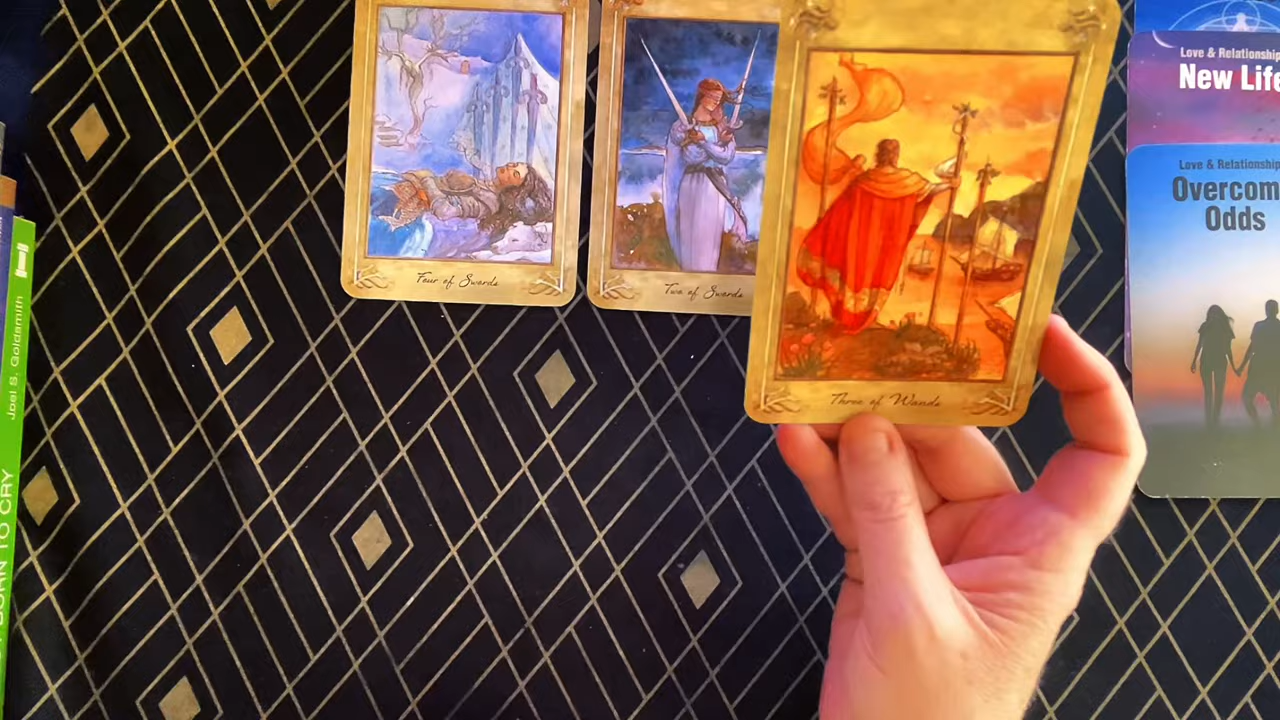 Four of Swords
Two of Swords
Three of Wands
Love & Relationship
New Life
Love & Relationship
Overcom
Odds
Joel S. Goldsmith
BORN TO CRY